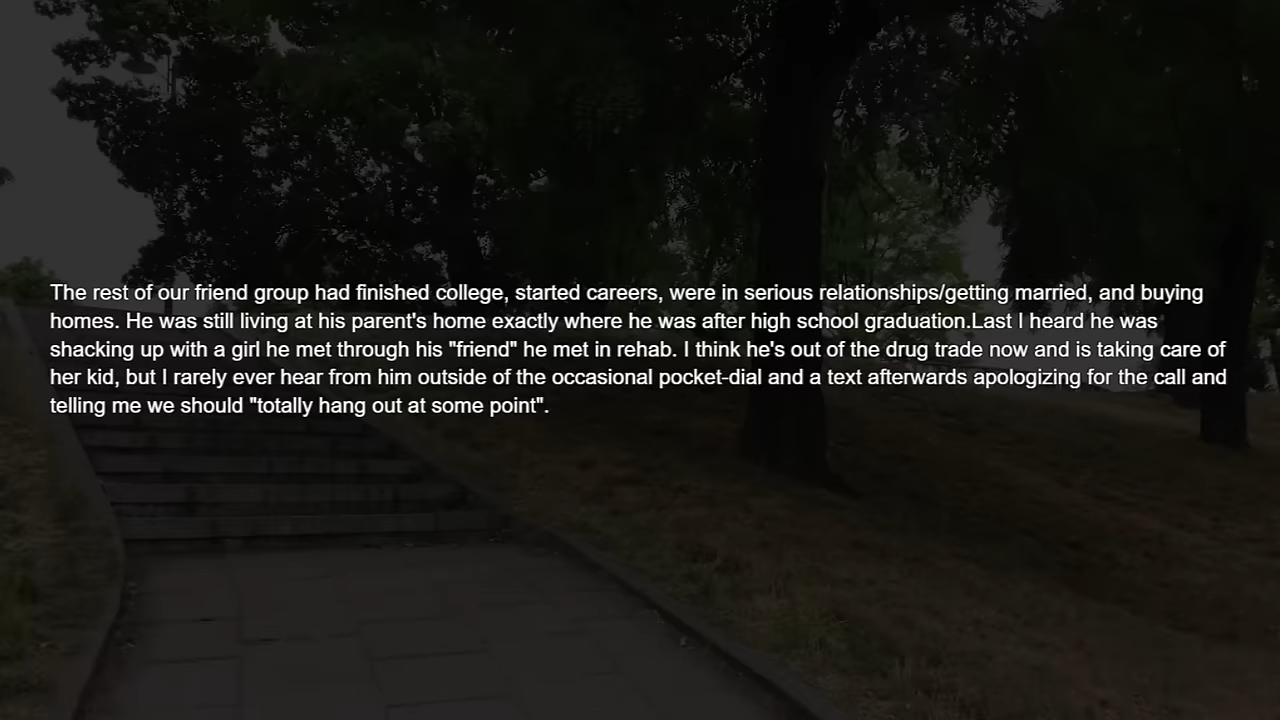 The rest of our friend group had finished college, started careers, were in serious relationships/getting married, and buying
homes. He was still living at his parent's home exactly where he was after high school graduation.Last I heard he was
shacking up with a girl he met through his "friend" he met in rehab. I think he's out of the drug trade now and is taking care of
her kid, but I rarely ever hear from him outside of the occasional pocket-dial and a text afterwards apologizing for the call and
telling me we should "totally hang out at some point".